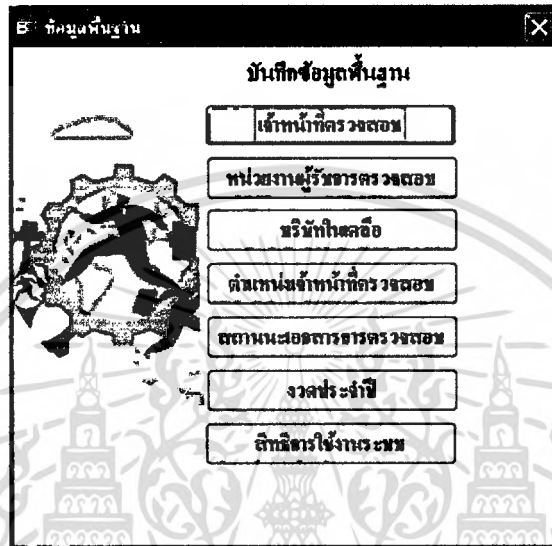 ข้อมูลพื้นฐาน
บันทึกข้อมูลพื้นฐาน
เจ้าหน้าที่ตรวจสอบ
หน่วยงานผู้รับการตรวจสอบ
บริษัทในเครือ
ตำแหน่งเจ้าหน้าที่ตรวจสอบ
สถานนะเอกสารการตรวจสอบ
งวดประจำปี
สิทธิการใช้งานระบบ